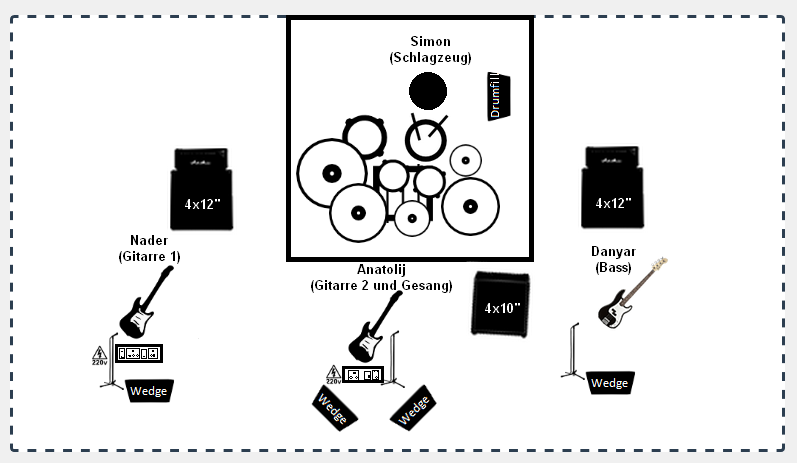 Simon
(Schlagzeug)
Drumfill
4x12"
4x12"
Nader
(Gitarre 1)
Danyar
(Bass)
Anatolij
(Gitarre 2 und Gesang)
4x10"
220v
Wedge
220v
Wedge
Wedge
Wedge